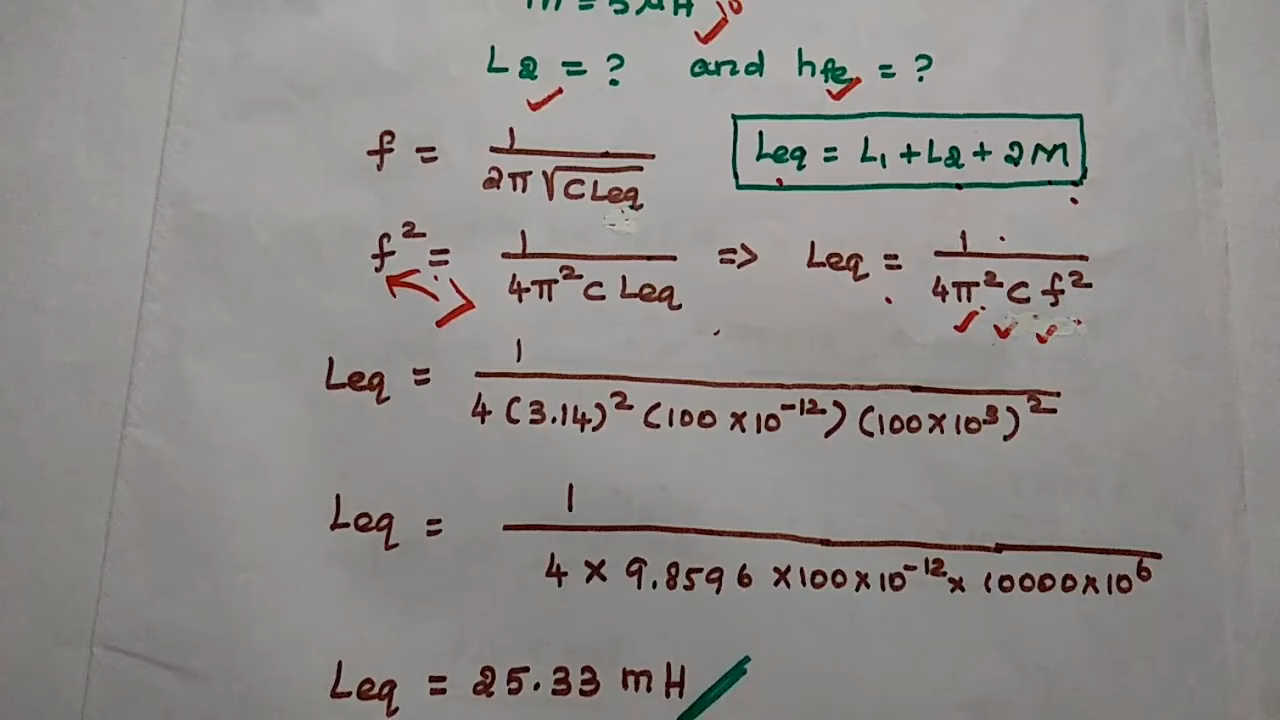 m = 5 μH
L2 = ? and hfe = ?
f = 1 / 2π √C Leq
Leq = L1 + L2 + 2M
f² = 1 / 4π² C Leq => Leq = 1 / 4π² C f²
Leq = 1 / 4 (3.14)² (100 × 10⁻¹²) (100 × 10³)²
Leq = 1 / 4 × 9.8596 × 100 × 10⁻¹² × 10000 × 10⁶
Leq = 25.33 mH